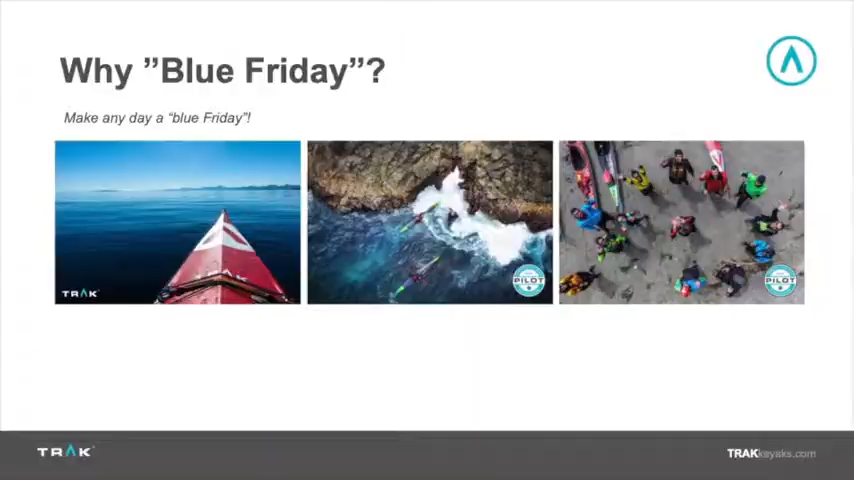 Why ”Blue Friday”?
Make any day a “blue Friday”!
TRAK
TRAK
PILOT
PILOT
TRAK
TRAKkayaks.com